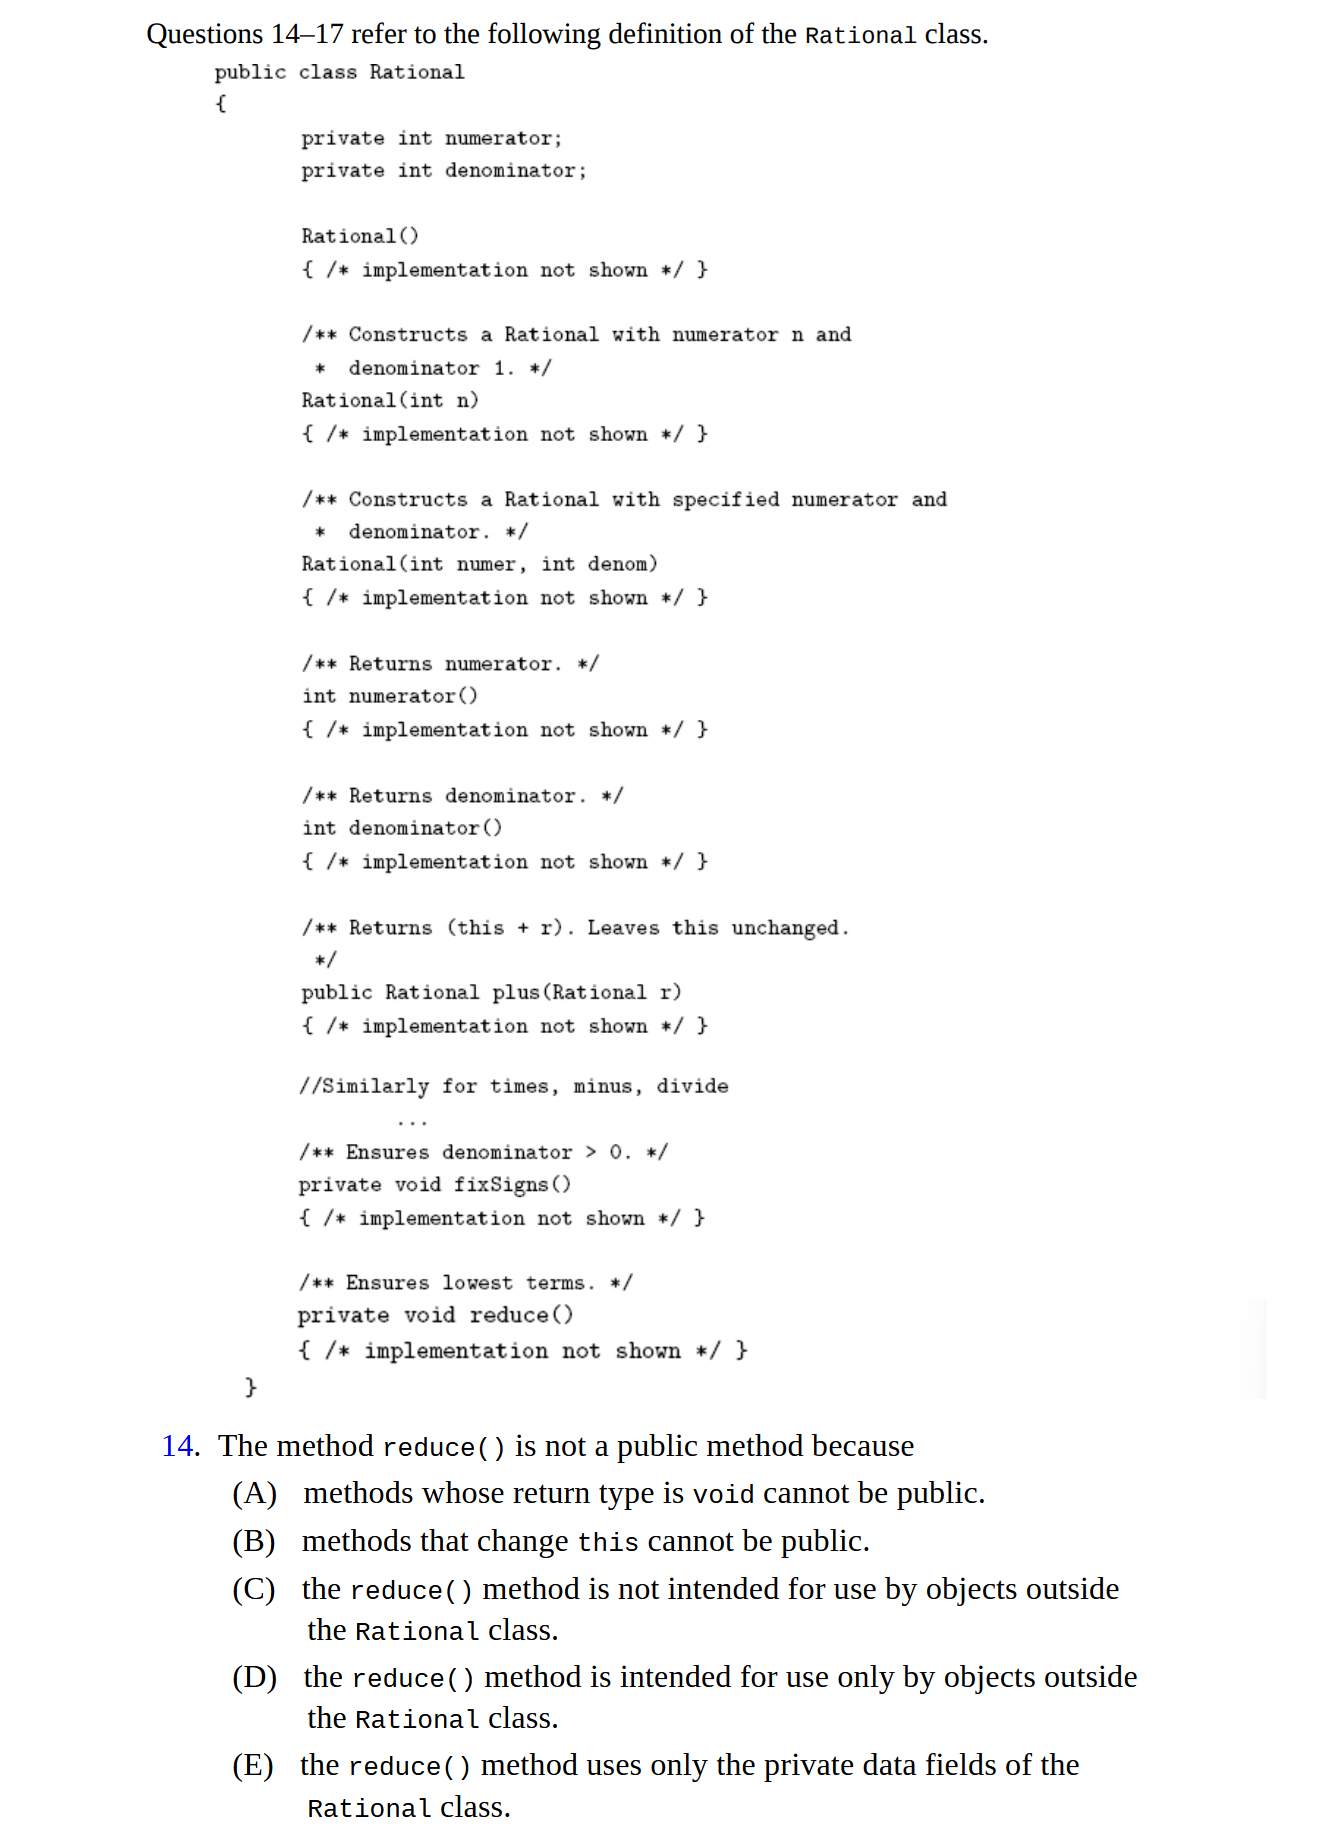 Questions 14–17 refer to the following definition of the Rational class.
public class Rational
{
private int numerator;
private int denominator;
Rational()
{ /* implementation not shown */ }
/** Constructs a Rational with numerator n and
* denominator 1. */
Rational(int n)
{ /* implementation not shown */ }
/** Constructs a Rational with specified numerator and
* denominator. */
Rational(int numer, int denom)
{ /* implementation not shown */ }
/** Returns numerator. */
int numerator()
{ /* implementation not shown */ }
/** Returns denominator. */
int denominator()
{ /* implementation not shown */ }
/** Returns (this + r). Leaves this unchanged.
*/
public Rational plus(Rational r)
{ /* implementation not shown */ }
//Similarly for times, minus, divide
...
/** Ensures denominator > 0. */
private void fixSigns()
{ /* implementation not shown */ }
/** Ensures lowest terms. */
private void reduce()
{ /* implementation not shown */ }
}
14. The method reduce() is not a public method because
(A) methods whose return type is void cannot be public.
(B) methods that change this cannot be public.
(C) the reduce() method is not intended for use by objects outside
the Rational class.
(D) the reduce() method is intended for use only by objects outside
the Rational class.
(E) the reduce() method uses only the private data fields of the
Rational class.